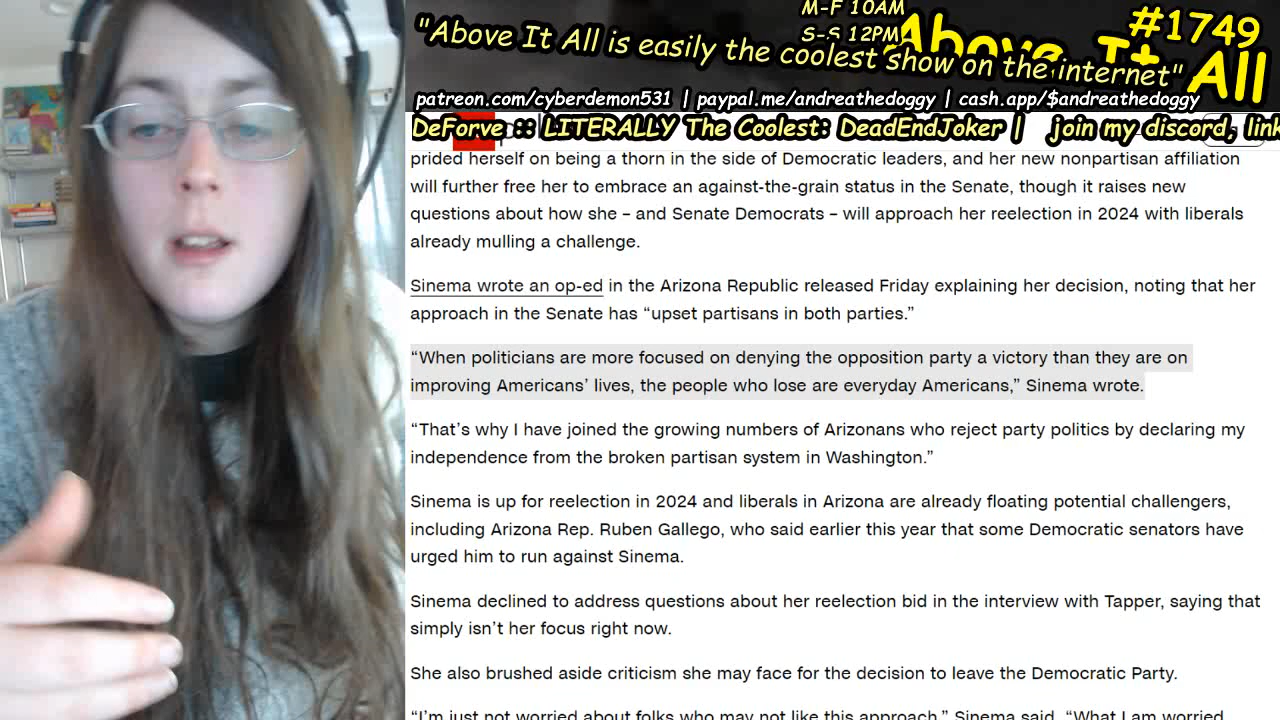 M-F 10AM
S-S 12PM
Above It All
#1749
"Above It All is easily the coolest show on the internet"
patreon.com/cyberdemon531 | paypal.me/andreathedoggy | cash.app/$andreathedoggy
DeForve :: LITERALLY The Coolest: DeadEndJoker | join my discord, link
prided herself on being a thorn in the side of Democratic leaders, and her new nonpartisan affiliation
will further free her to embrace an against-the-grain status in the Senate, though it raises new
questions about how she – and Senate Democrats – will approach her reelection in 2024 with liberals
already mulling a challenge.
Sinema wrote an op-ed in the Arizona Republic released Friday explaining her decision, noting that her
approach in the Senate has “upset partisans in both parties.”
“When politicians are more focused on denying the opposition party a victory than they are on
improving Americans’ lives, the people who lose are everyday Americans,” Sinema wrote.
“That’s why I have joined the growing numbers of Arizonans who reject party politics by declaring my
independence from the broken partisan system in Washington.”
Sinema is up for reelection in 2024 and liberals in Arizona are already floating potential challengers,
including Arizona Rep. Ruben Gallego, who said earlier this year that some Democratic senators have
urged him to run against Sinema.
Sinema declined to address questions about her reelection bid in the interview with Tapper, saying that
simply isn’t her focus right now.
She also brushed aside criticism she may face for the decision to leave the Democratic Party.
“I’m just not worried about folks who may not like this approach,” Sinema said. “What I am worried